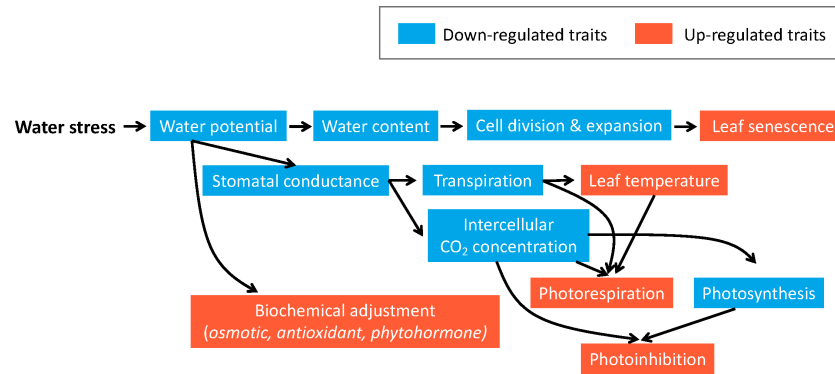 Down-regulated traits
Up-regulated traits
Water stress
Water potential
Water content
Cell division & expansion
Leaf senescence
Stomatal conductance
Transpiration
Leaf temperature
Intercellular
CO₂ concentration
Photorespiration
Photosynthesis
Biochemical adjustment
(osmotic, antioxidant, phytohormone)
Photoinhibition